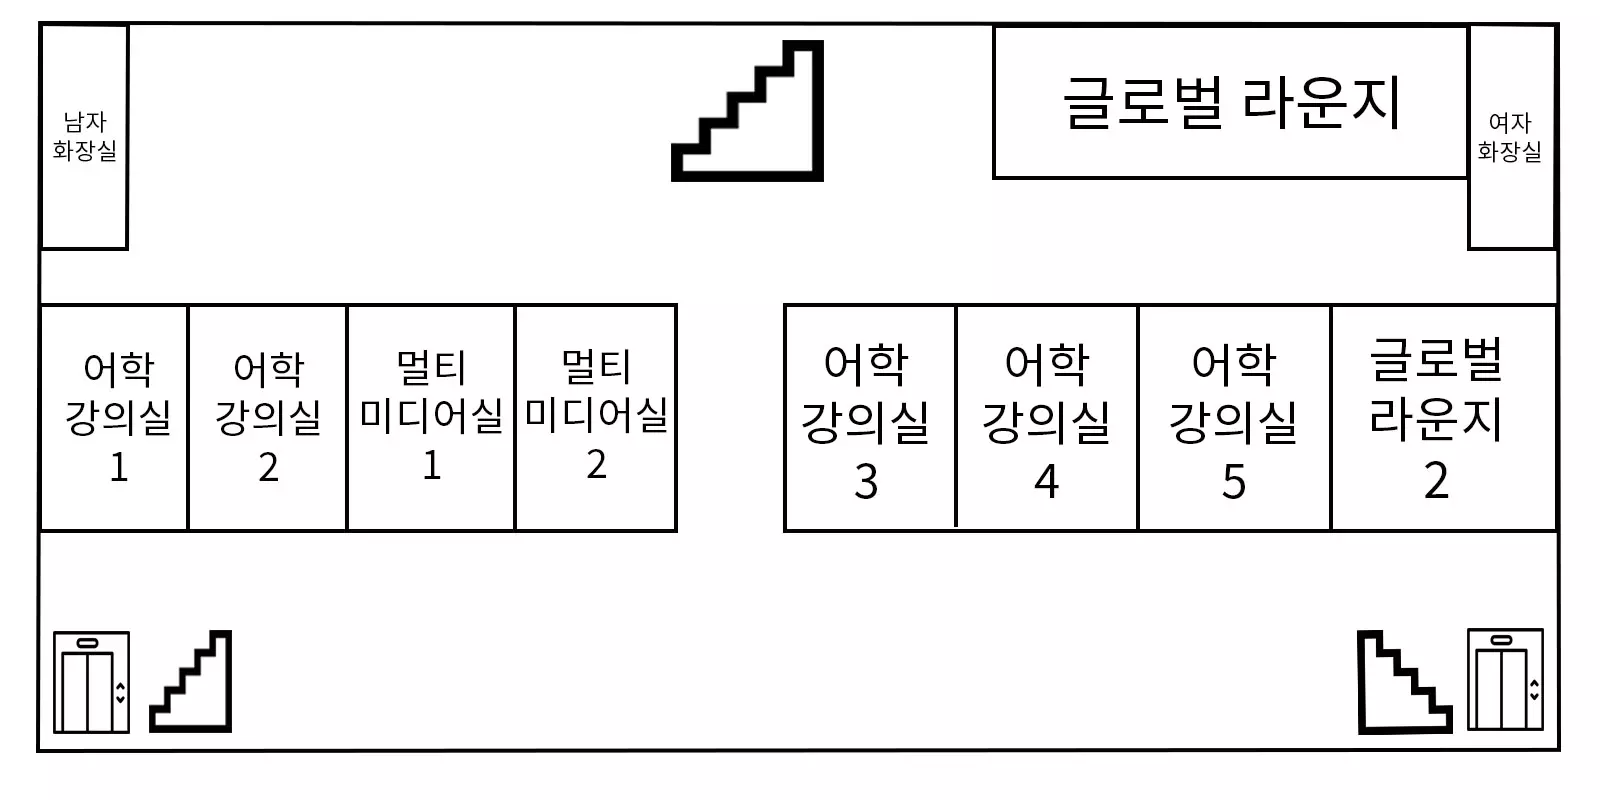 남자
화장실
글로벌 라운지
여자
화장실
어학
강의실
1
어학
강의실
2
멀티
미디어실
1
멀티
미디어실
2
어학
강의실
3
어학
강의실
4
어학
강의실
5
글로벌
라운지
2